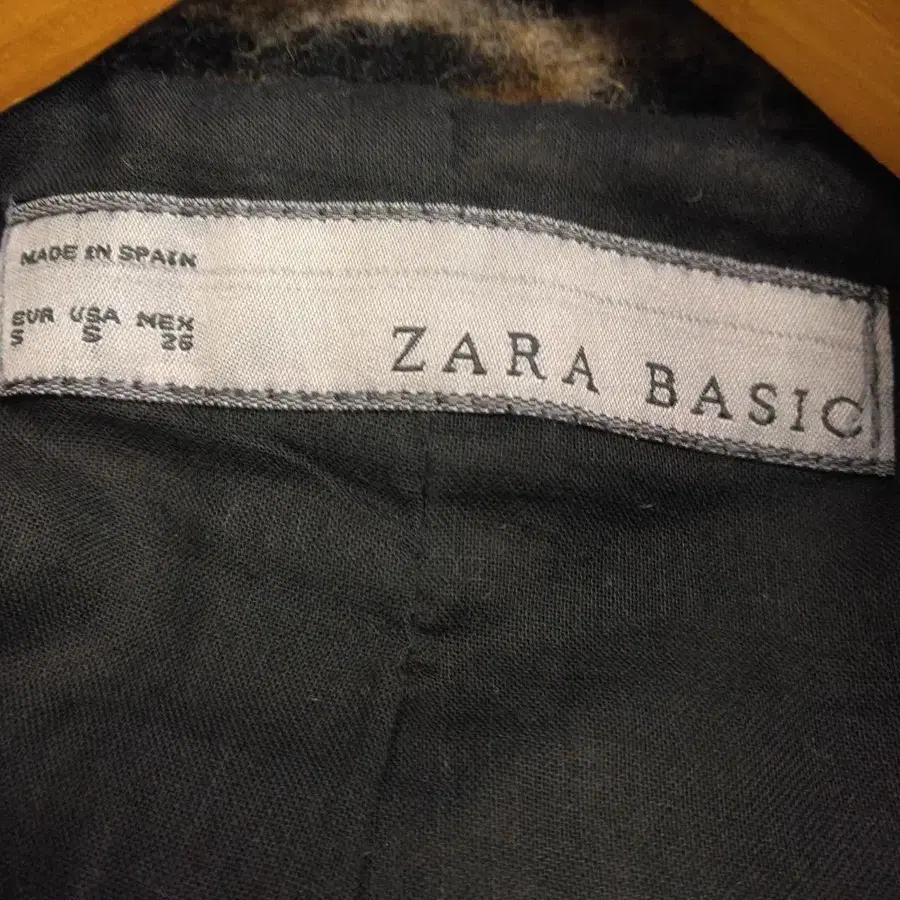 MADE IN SPAIN
EUR USA MEX
S S 26
ZARA BASIC